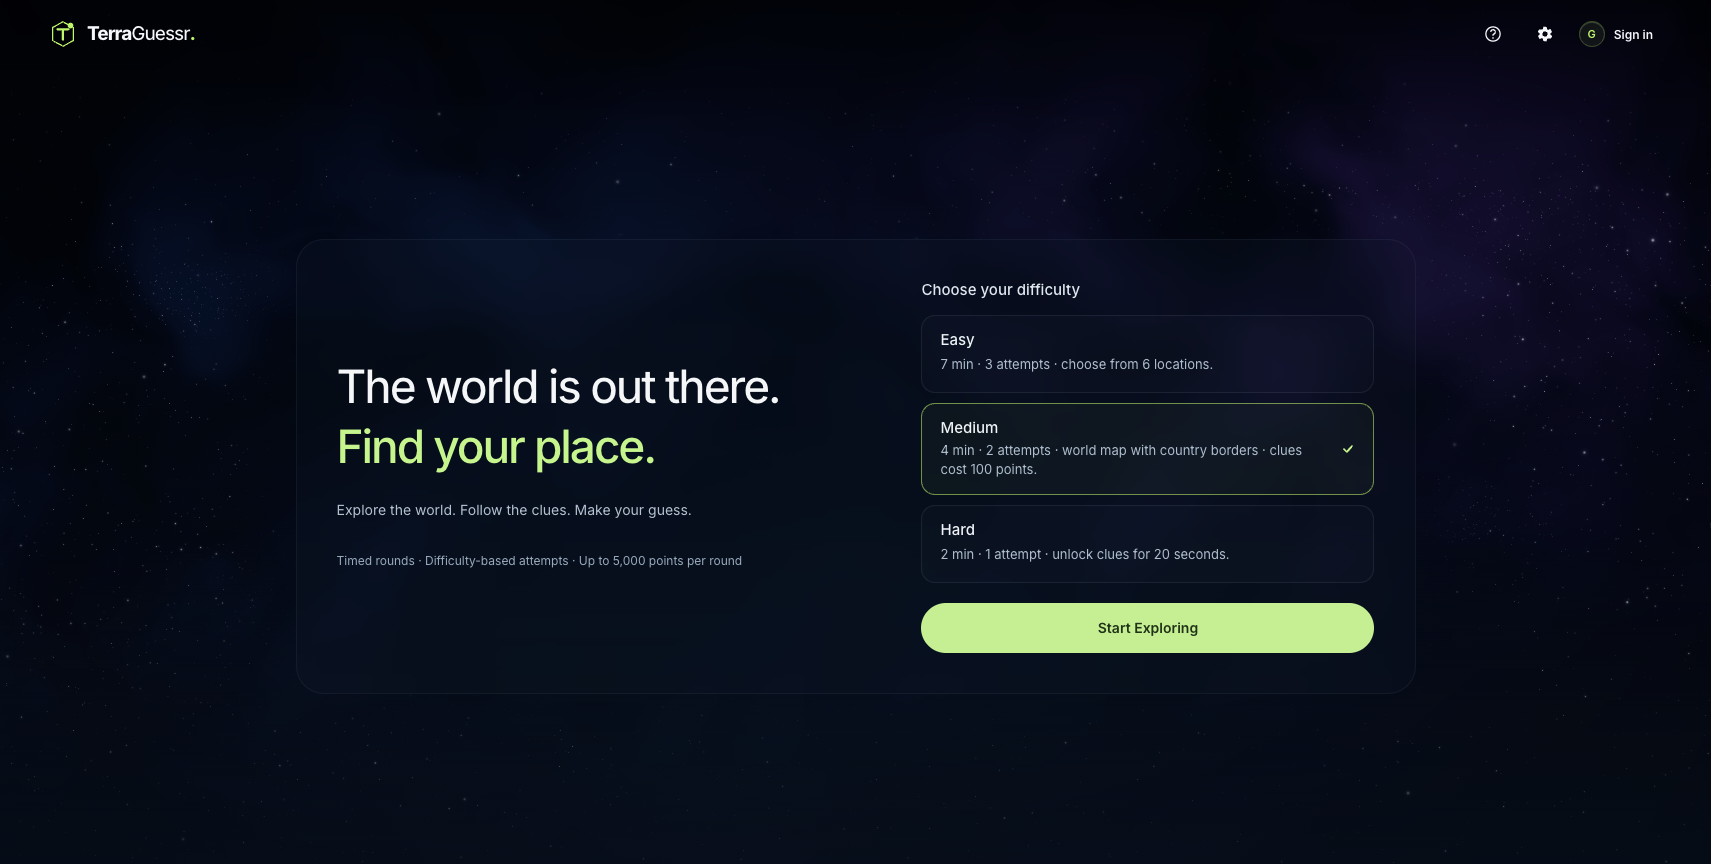 TerraGuessr.
G Sign in
The world is out there.
Find your place.
Explore the world. Follow the clues. Make your guess.
Timed rounds · Difficulty-based attempts · Up to 5,000 points per round
Choose your difficulty
Easy
7 min · 3 attempts · choose from 6 locations.
Medium
4 min · 2 attempts · world map with country borders · clues
cost 100 points.
Hard
2 min · 1 attempt · unlock clues for 20 seconds.
Start Exploring